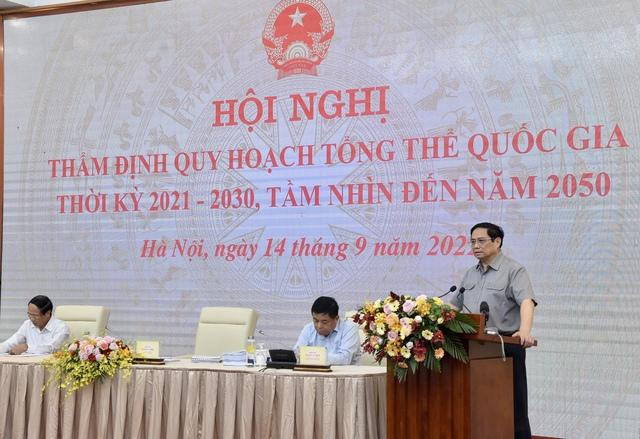 HỘI NGHỊ
THẨM ĐỊNH QUY HOẠCH TỔNG THỂ QUỐC GIA
THỜI KỲ 2021 - 2030, TẦM NHÌN ĐẾN NĂM 2050
Hà Nội, ngày 14 tháng 9 năm 2022